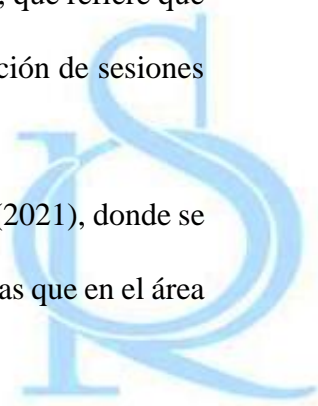 , que refiere que
ción de sesiones
(2021), donde se
as que en el área